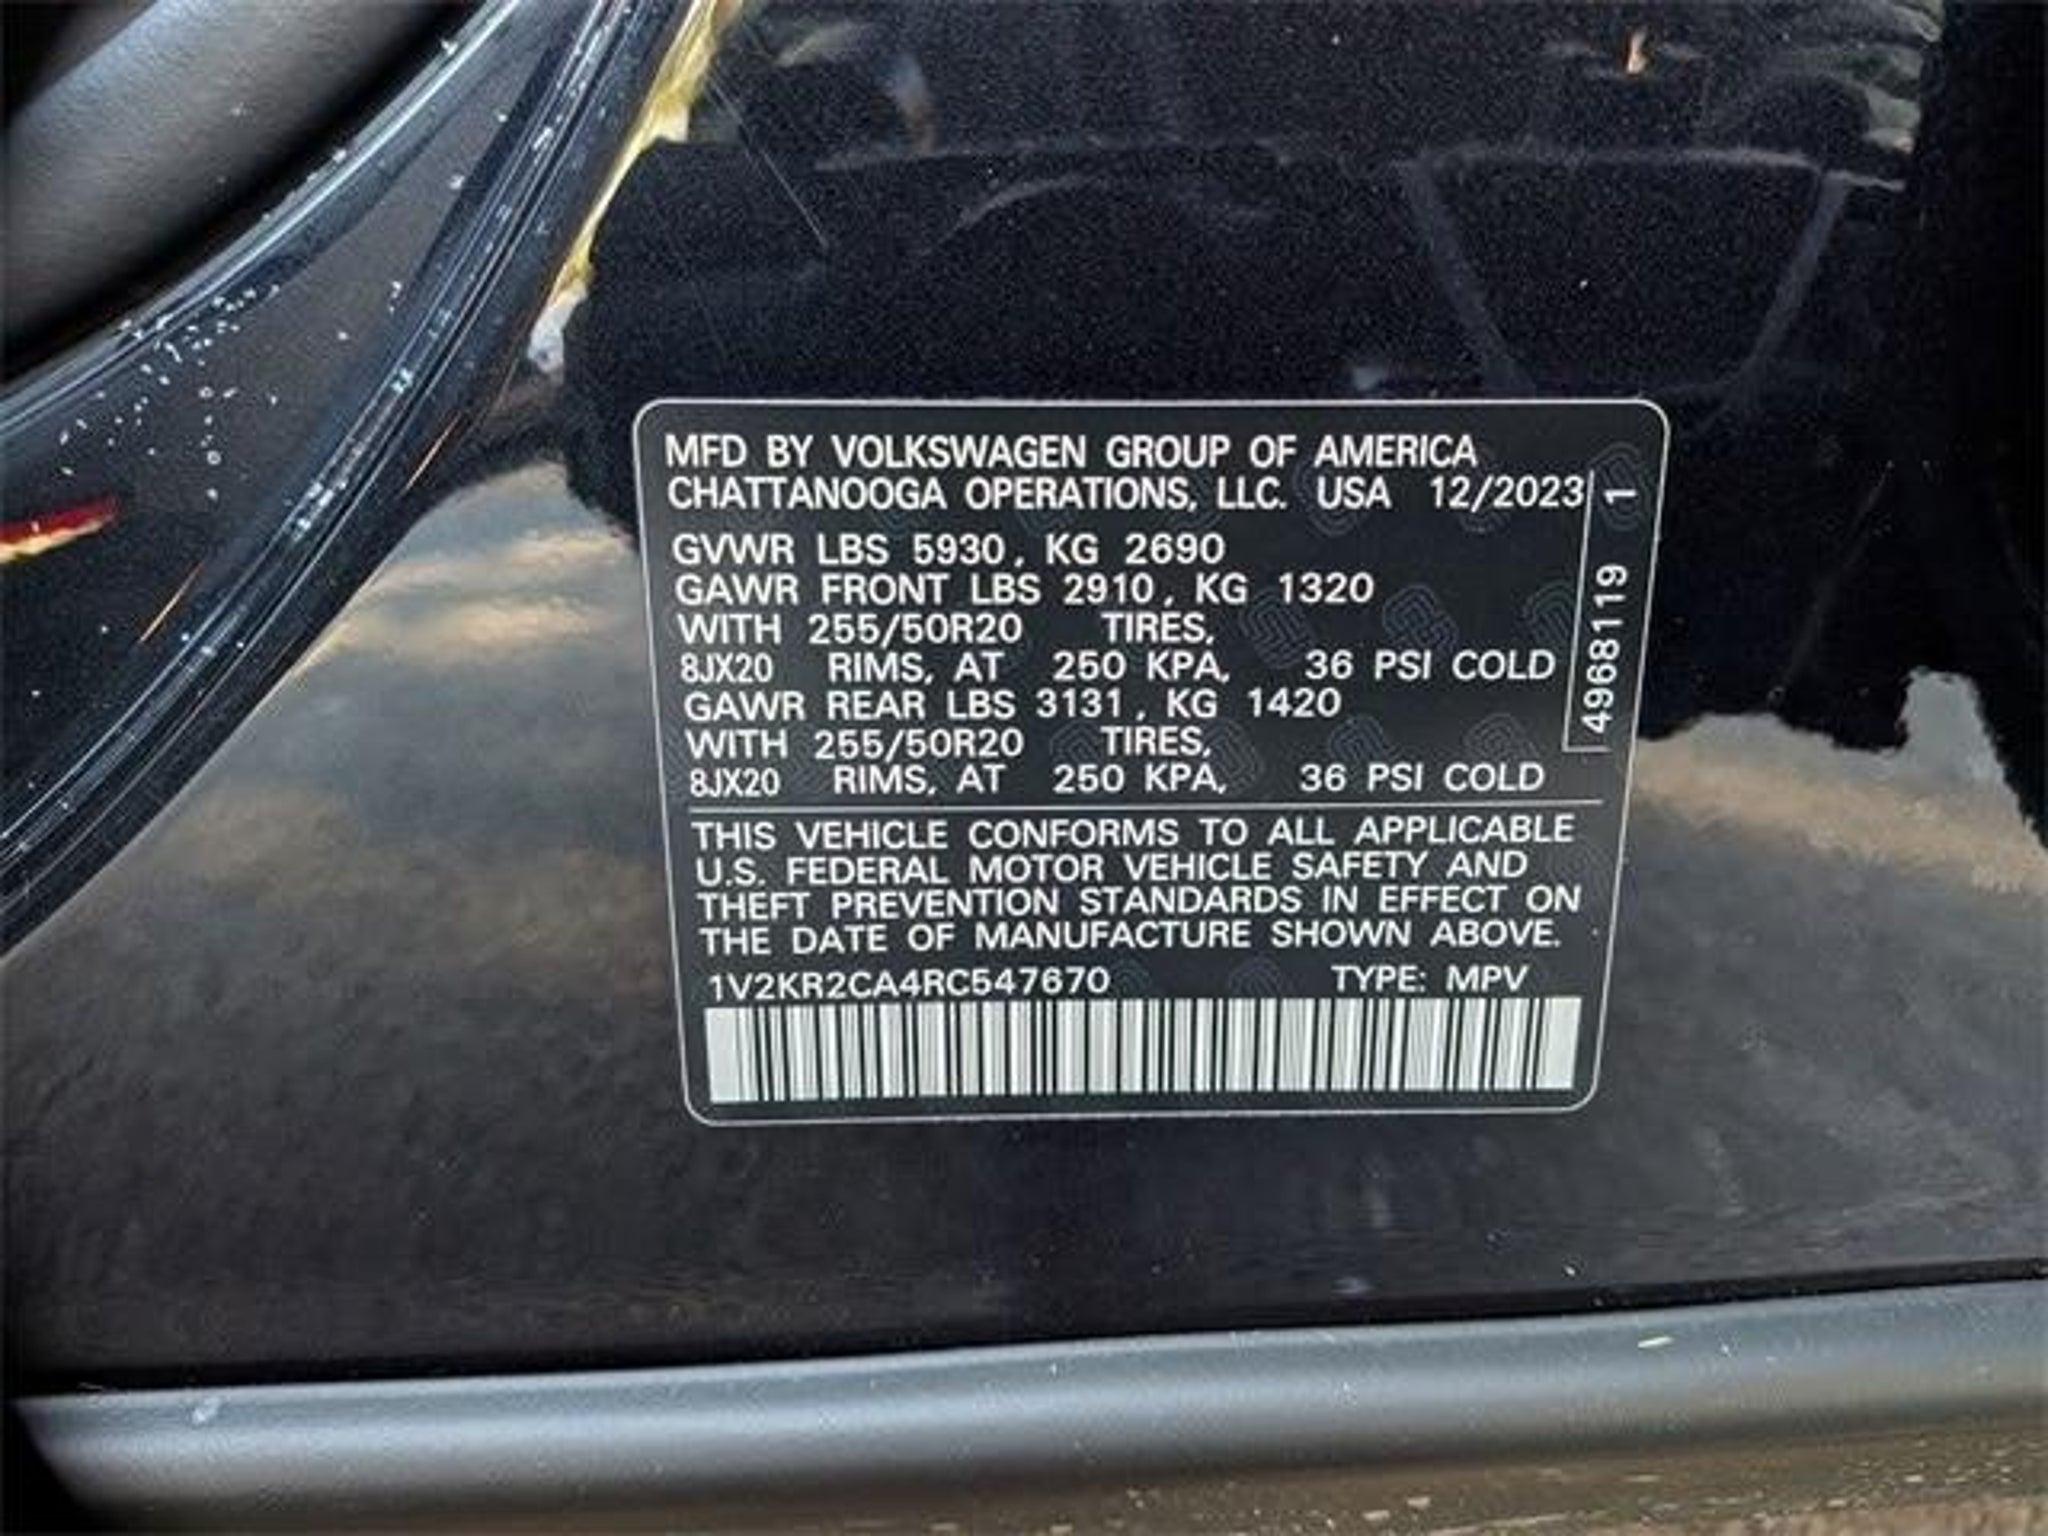 MFD BY VOLKSWAGEN GROUP OF AMERICA
CHATTANOOGA OPERATIONS, LLC. USA 12/2023
GVWR LBS 5930, KG 2690
GAWR FRONT LBS 2910, KG 1320
WITH 255/50R20 TIRES,
8JX20 RIMS, AT 250 KPA, 36 PSI COLD
GAWR REAR LBS 3131, KG 1420
WITH 255/50R20 TIRES,
8JX20 RIMS, AT 250 KPA, 36 PSI COLD
THIS VEHICLE CONFORMS TO ALL APPLICABLE
U.S. FEDERAL MOTOR VEHICLE SAFETY AND
THEFT PREVENTION STANDARDS IN EFFECT ON
THE DATE OF MANUFACTURE SHOWN ABOVE.
1V2KR2CA4RC547670 TYPE: MPV
4968119 1